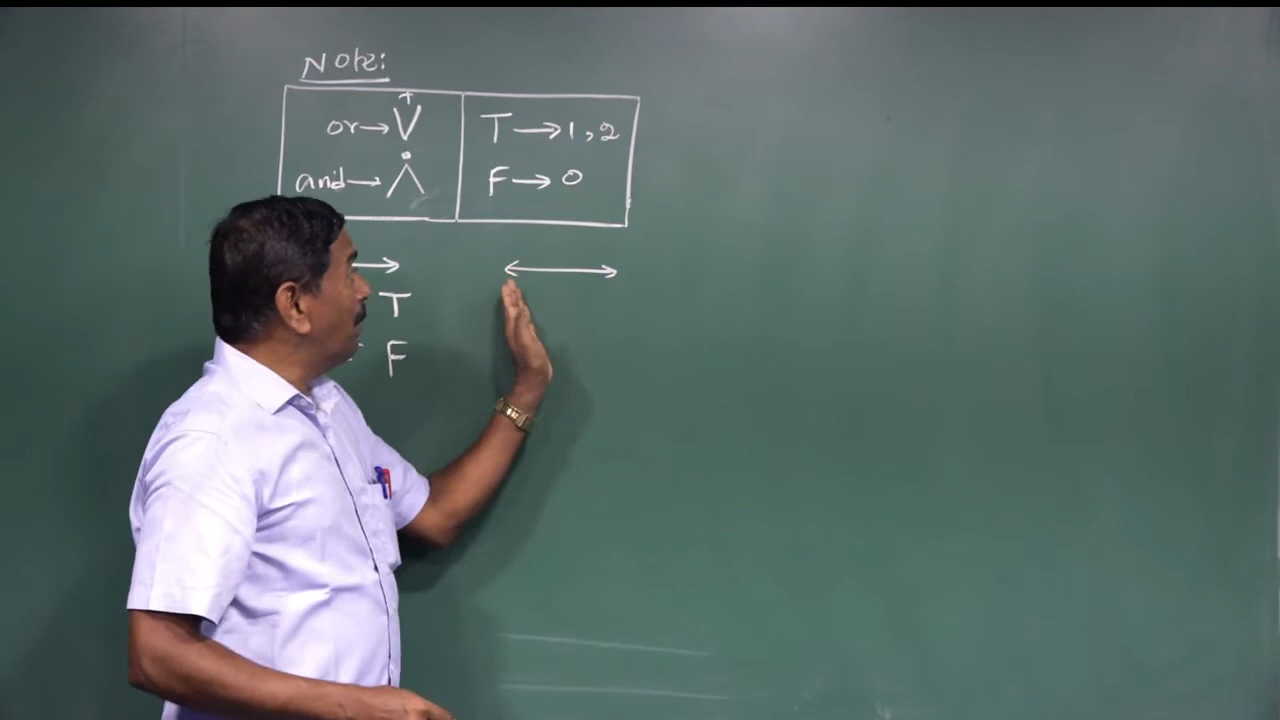 Note:
+
or→ V T→1,2
•
and→ Λ F→0
→ ↔
T
F